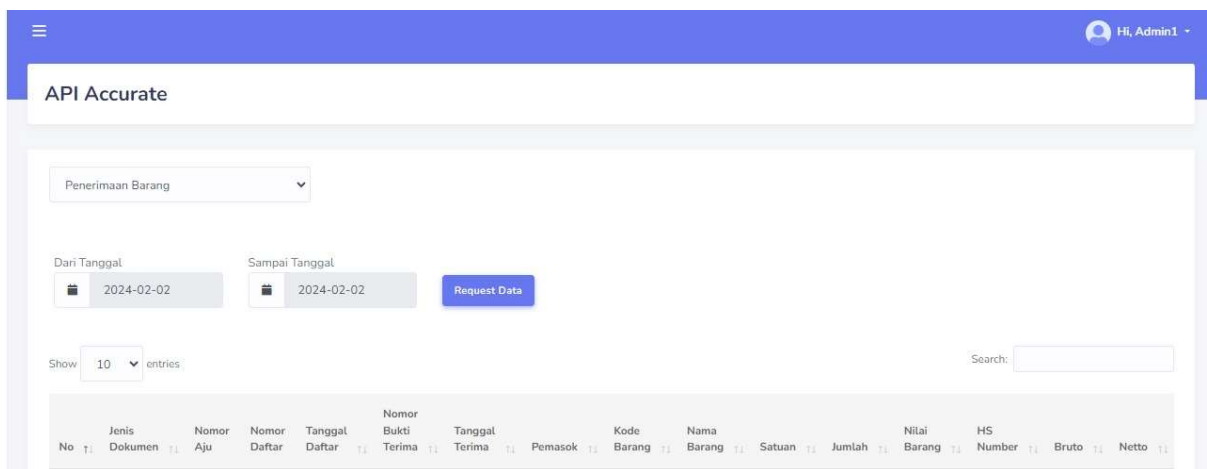 Hi, Admin1
API Accurate
Penerimaan Barang
Dari Tanggal
Sampai Tanggal
2024-02-02
2024-02-02
Request Data
Show 10 entries
Search:
No
Jenis Dokumen
Nomor Aju
Nomor Daftar
Tanggal Daftar
Nomor Bukti Terima
Tanggal Terima
Pemasok
Kode Barang
Nama Barang
Satuan
Jumlah
Nilai Barang
HS Number
Bruto
Netto